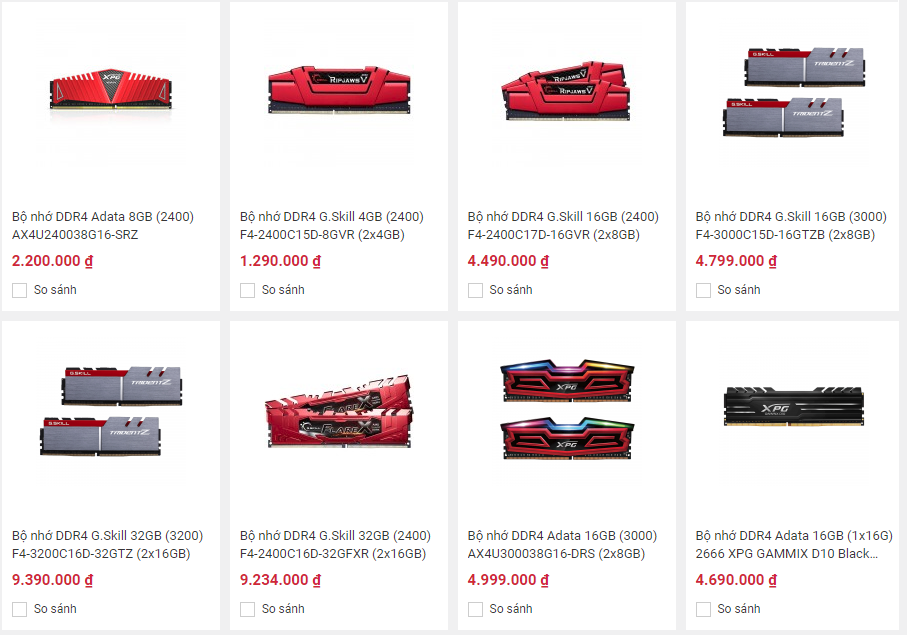 XPG
RIPJAWS V
RIPJAWS V
RIPJAWS V
G.SKILL
TRIDENT Z
G.SKILL
TRIDENT Z
Bộ nhớ DDR4 Adata 8GB (2400)
AX4U240038G16-SRZ
2.200.000 ₫
So sánh
Bộ nhớ DDR4 G.Skill 4GB (2400)
F4-2400C15D-8GVR (2x4GB)
1.290.000 ₫
So sánh
Bộ nhớ DDR4 G.Skill 16GB (2400)
F4-2400C17D-16GVR (2x8GB)
4.490.000 ₫
So sánh
Bộ nhớ DDR4 G.Skill 16GB (3000)
F4-3000C15D-16GTZB (2x8GB)
4.799.000 ₫
So sánh
G.SKILL
TRIDENT Z
G.SKILL
TRIDENT Z
FLARE X
FLARE X
XPG
XPG
XPG
Bộ nhớ DDR4 G.Skill 32GB (3200)
F4-3200C16D-32GTZ (2x16GB)
9.390.000 ₫
So sánh
Bộ nhớ DDR4 G.Skill 32GB (2400)
F4-2400C16D-32GFXR (2x16GB)
9.234.000 ₫
So sánh
Bộ nhớ DDR4 Adata 16GB (3000)
AX4U300038G16-DRS (2x8GB)
4.999.000 ₫
So sánh
Bộ nhớ DDR4 Adata 16GB (1x16G)
2666 XPG GAMMIX D10 Black...
4.690.000 ₫
So sánh